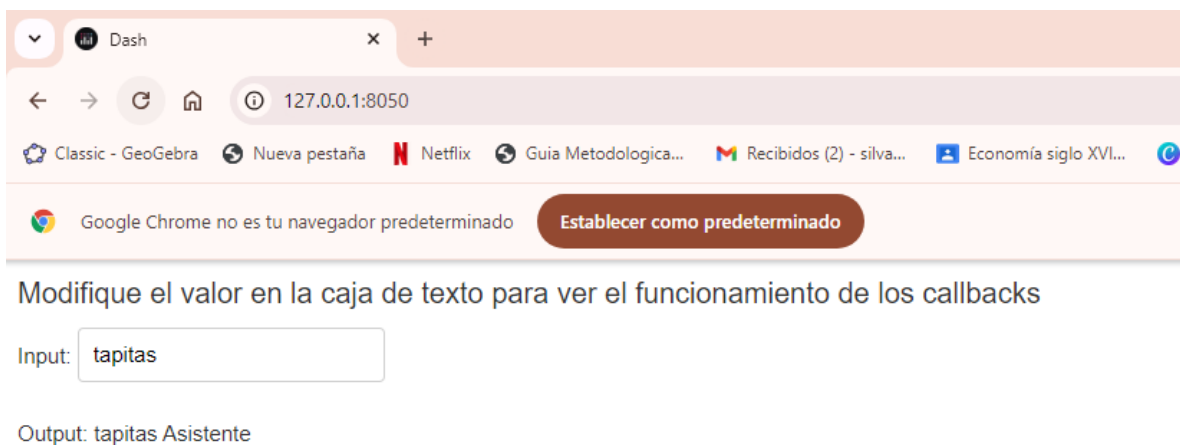 Dash
127.0.0.1:8050
Classic - GeoGebra Nueva pestaña Netflix Guia Metodologica... Recibidos (2) - silva... Economía siglo XVI...
Google Chrome no es tu navegador predeterminado Establecer como predeterminado
Modifique el valor en la caja de texto para ver el funcionamiento de los callbacks
Input: tapitas
Output: tapitas Asistente